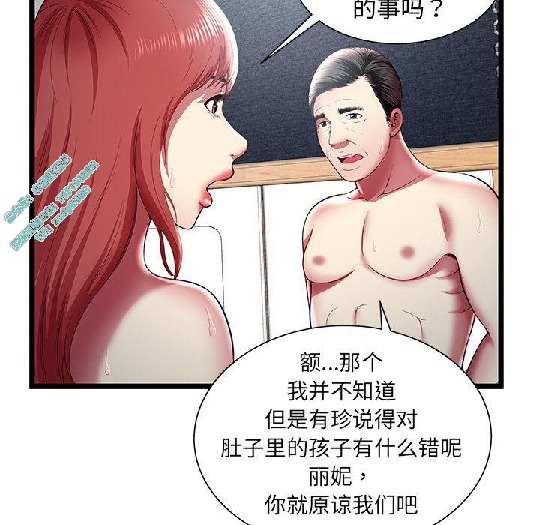 的事吗？
额...那个
我并不知道
但是有珍说得对
肚子里的孩子有什么错呢
丽妮，
你就原谅我们吧